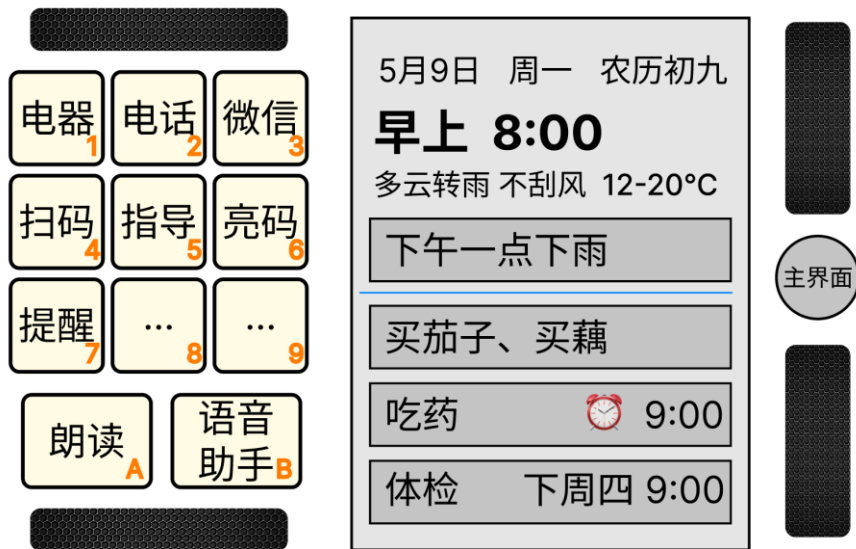 电器1
电话2
微信3
扫码4
指导5
亮码6
提醒7
...8
...9
朗读A
语音
助手B
5月9日 周一 农历初九
早上 8:00
多云转雨 不刮风 12-20°C
下午一点下雨
买茄子、买藕
吃药 9:00
体检 下周四 9:00
主界面